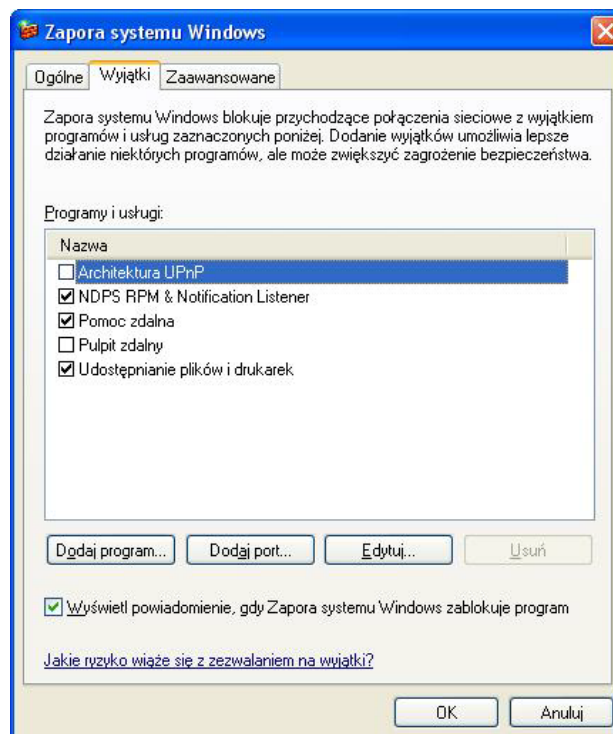 Zapora systemu Windows
Ogólne Wyjątki Zaawansowane
Zapora systemu Windows blokuje przychodzące połączenia sieciowe z wyjątkiem
programów i usług zaznaczonych poniżej. Dodanie wyjątków umożliwia lepsze
działanie niektórych programów, ale może zwiększyć zagrożenie bezpieczeństwa.
Programy i usługi:
Nazwa
Architektura UPnP
NDPS RPM & Notification Listener
Pomoc zdalna
Pulpit zdalny
Udostępnianie plików i drukarek
Dodaj program... Dodaj port... Edytuj... Usuń
Wyświetl powiadomienie, gdy Zapora systemu Windows zablokuje program
Jakie ryzyko wiąże się z zezwalaniem na wyjątki?
OK Anuluj